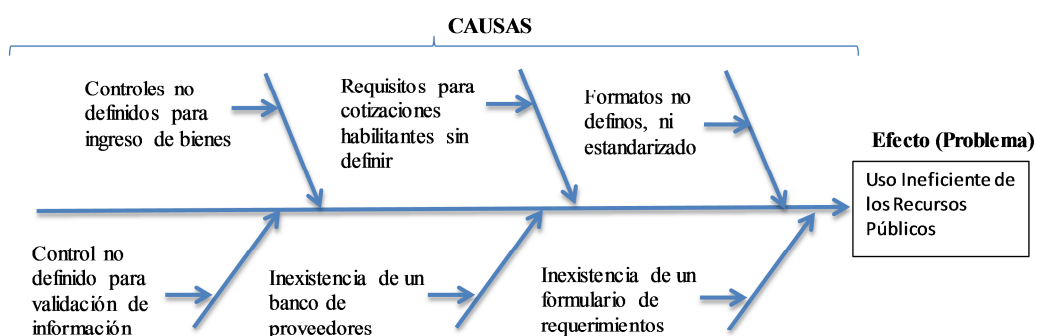 CAUSAS
Controles no
definidos para
ingreso de bienes
Requisitos para
cotizaciones
habilitantes sin
definir
Formatos no
definos, ni
estandarizado
Efecto (Problema)
Uso Ineficiente de
los Recursos
Públicos
Control no
definido para
validación de
información
Inexistencia de un
banco de
proveedores
Inexistencia de un
formulario de
requerimientos